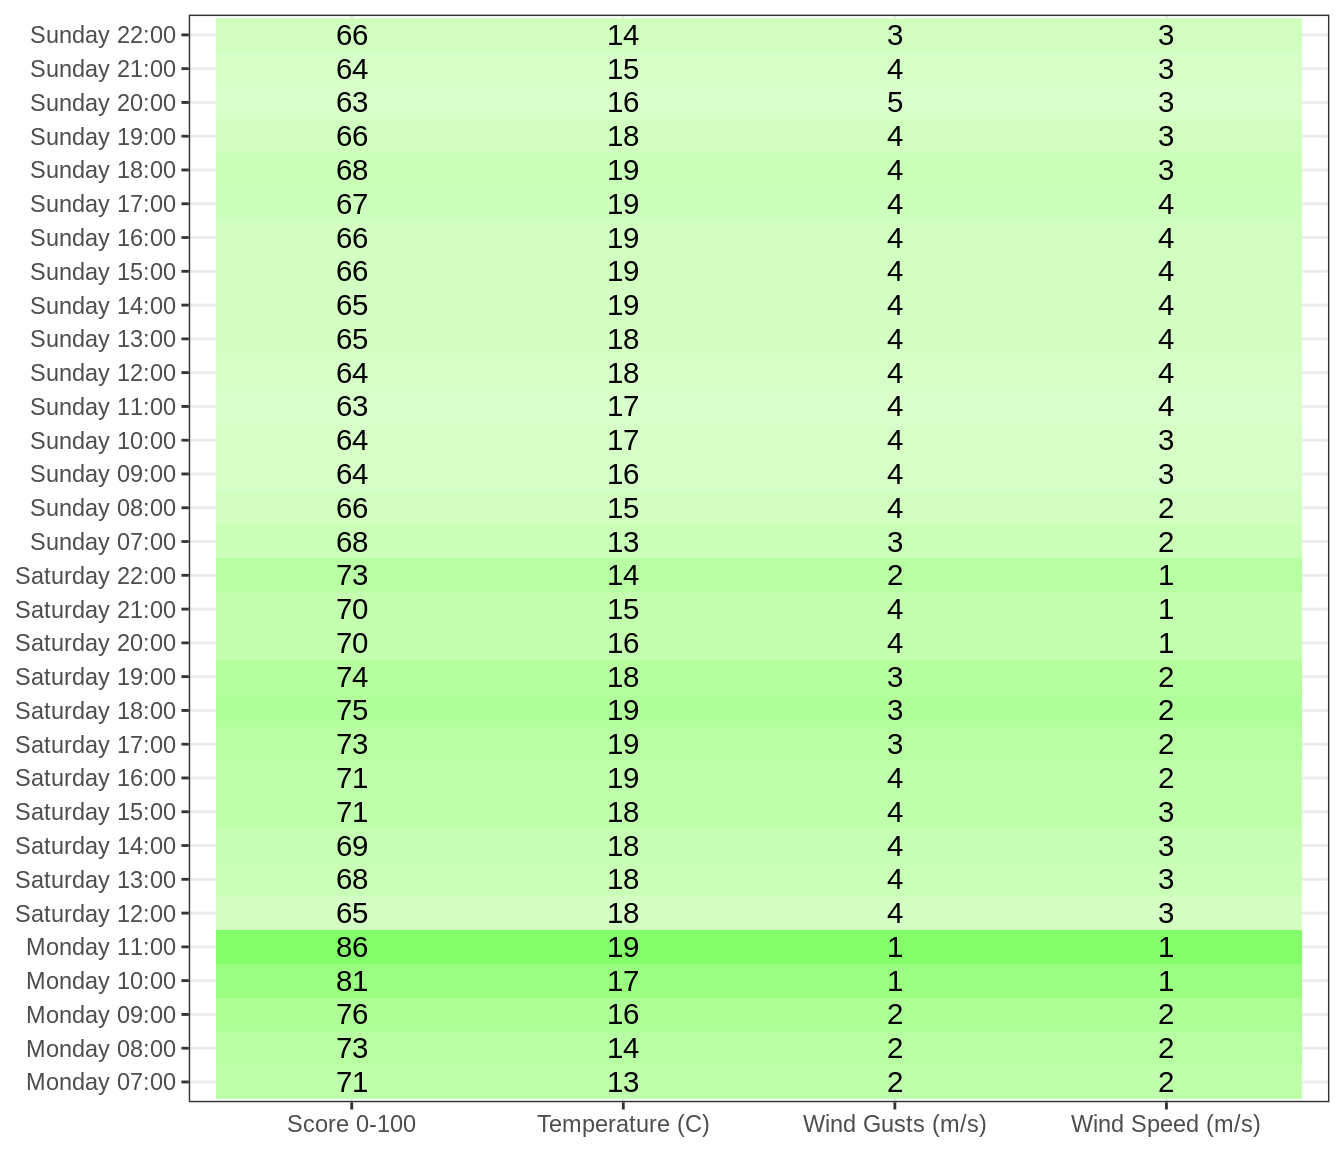 Sunday 22:00 66 14 3 3
Sunday 21:00 64 15 4 3
Sunday 20:00 63 16 5 3
Sunday 19:00 66 18 4 3
Sunday 18:00 68 19 4 3
Sunday 17:00 67 19 4 4
Sunday 16:00 66 19 4 4
Sunday 15:00 66 19 4 4
Sunday 14:00 65 19 4 4
Sunday 13:00 65 18 4 4
Sunday 12:00 64 18 4 4
Sunday 11:00 63 17 4 4
Sunday 10:00 64 17 4 3
Sunday 09:00 64 16 4 3
Sunday 08:00 66 15 4 2
Sunday 07:00 68 13 3 2
Saturday 22:00 73 14 2 1
Saturday 21:00 70 15 4 1
Saturday 20:00 70 16 4 1
Saturday 19:00 74 18 3 2
Saturday 18:00 75 19 3 2
Saturday 17:00 73 19 3 2
Saturday 16:00 71 19 4 2
Saturday 15:00 71 18 4 3
Saturday 14:00 69 18 4 3
Saturday 13:00 68 18 4 3
Saturday 12:00 65 18 4 3
Monday 11:00 86 19 1 1
Monday 10:00 81 17 1 1
Monday 09:00 76 16 2 2
Monday 08:00 73 14 2 2
Monday 07:00 71 13 2 2
Score 0-100 Temperature (C) Wind Gusts (m/s) Wind Speed (m/s)